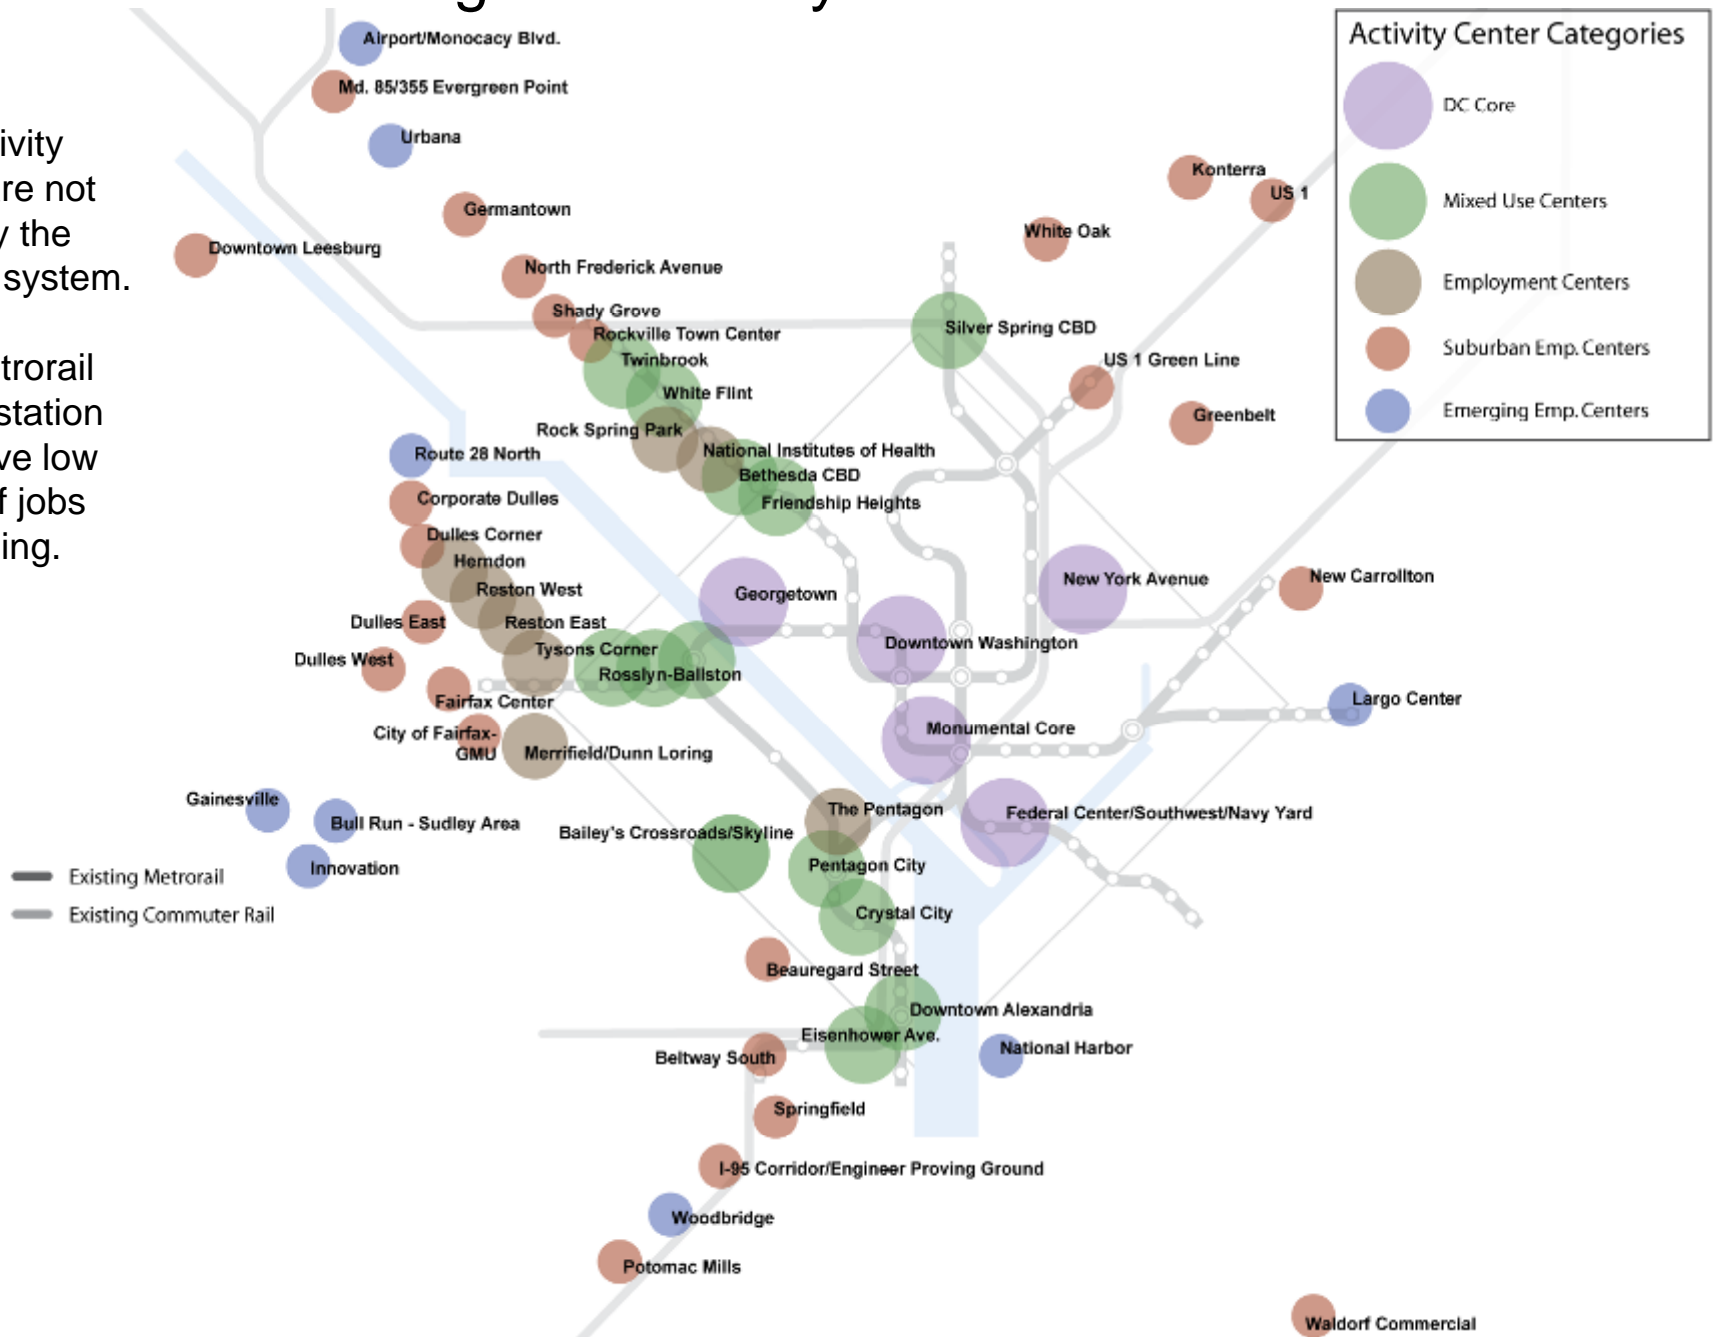 ivity
re not
y the
system.
trorail
station
ve low
f jobs
ing.
Activity Center Categories
DC Core
Mixed Use Centers
Employment Centers
Suburban Emp. Centers
Emerging Emp. Centers
Airport/Monocacy Blvd.
Md. 85/355 Evergreen Point
Urbana
Germantown
Downtown Leesburg
North Frederick Avenue
Shady Grove
Rockville Town Center
Twinbrook
White Flint
Rock Spring Park
National Institutes of Health
Bethesda CBD
Friendship Heights
Konterra
US 1
White Oak
Silver Spring CBD
US 1 Green Line
Greenbelt
Route 28 North
Corporate Dulles
Dulles Corner
Herndon
Reston West
Reston East
Dulles East
Tysons Corner
Dulles West
Rosslyn-Ballston
Fairfax Center
City of Fairfax-
GMU
Merrifield/Dunn Loring
Georgetown
New York Avenue
New Carrollton
Downtown Washington
Largo Center
Monumental Core
Gainesville
Bull Run - Sudley Area
Innovation
Bailey's Crossroads/Skyline
The Pentagon
Federal Center/Southwest/Navy Yard
Pentagon City
Crystal City
Existing Metrorail
Existing Commuter Rail
Beauregard Street
Downtown Alexandria
Eisenhower Ave.
Beltway South
National Harbor
Springfield
I-95 Corridor/Engineer Proving Ground
Woodbridge
Potomac Mills
Waldorf Commercial